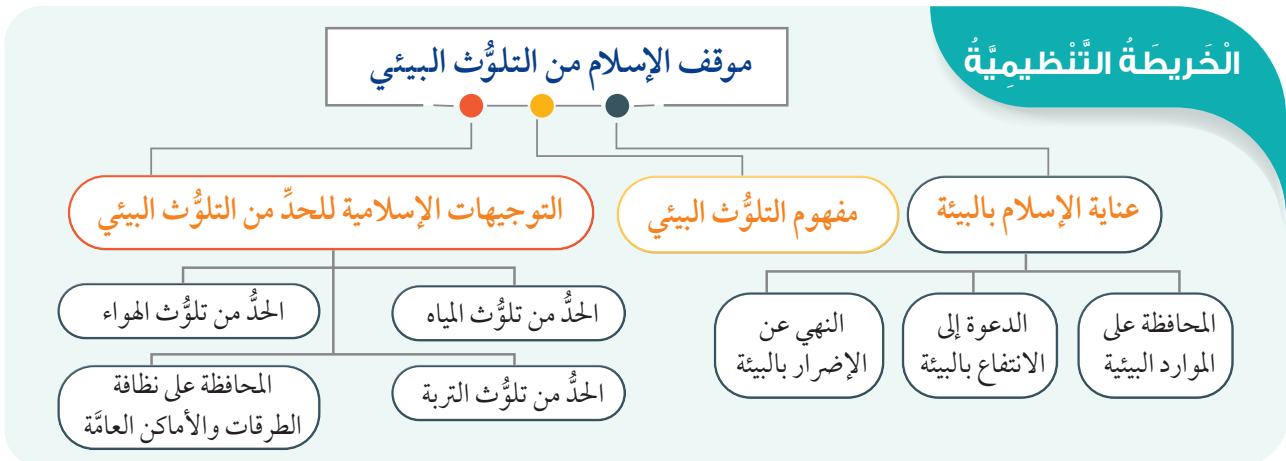 الْخَريطَةُ التَّنْظيمِيَّةُ
موقف الإسلام من التلوُّث البيئي
عناية الإسلام بالبيئة
مفهوم التلوُّث البيئي
التوجيهات الإسلامية للحدِّ من التلوُّث البيئي
المحافظة على
الموارد البيئية
الدعوة إلى
الانتفاع بالبيئة
النهي عن
الإضرار بالبيئة
الحدُّ من تلوُّث المياه
الحدُّ من تلوُّث الهواء
الحدُّ من تلوُّث التربة
المحافظة على نظافة
الطرقات والأماكن العامَّة